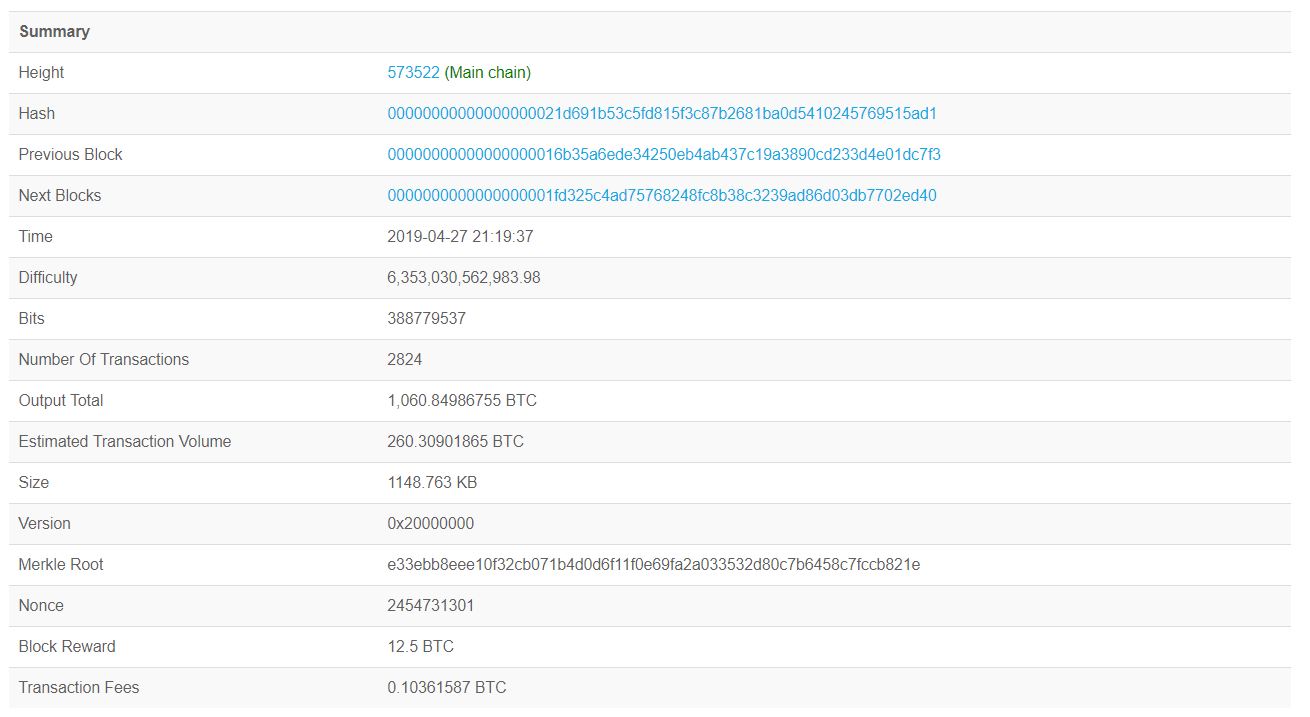 Summary
Height 573522 (Main chain)
Hash 00000000000000000021d691b53c5fd815f3c87b2681ba0d5410245769515ad1
Previous Block 00000000000000000016b35a6ede34250eb4ab437c19a3890cd233d4e01dc7f3
Next Blocks 0000000000000000001fd325c4ad75768248fc8b38c3239ad86d03db7702ed40
Time 2019-04-27 21:19:37
Difficulty 6,353,030,562,983.98
Bits 388779537
Number Of Transactions 2824
Output Total 1,060.84986755 BTC
Estimated Transaction Volume 260.30901865 BTC
Size 1148.763 KB
Version 0x20000000
Merkle Root e33ebb8eee10f32cb071b4d0d6f11f0e69fa2a033532d80c7b6458c7fccb821e
Nonce 2454731301
Block Reward 12.5 BTC
Transaction Fees 0.10361587 BTC